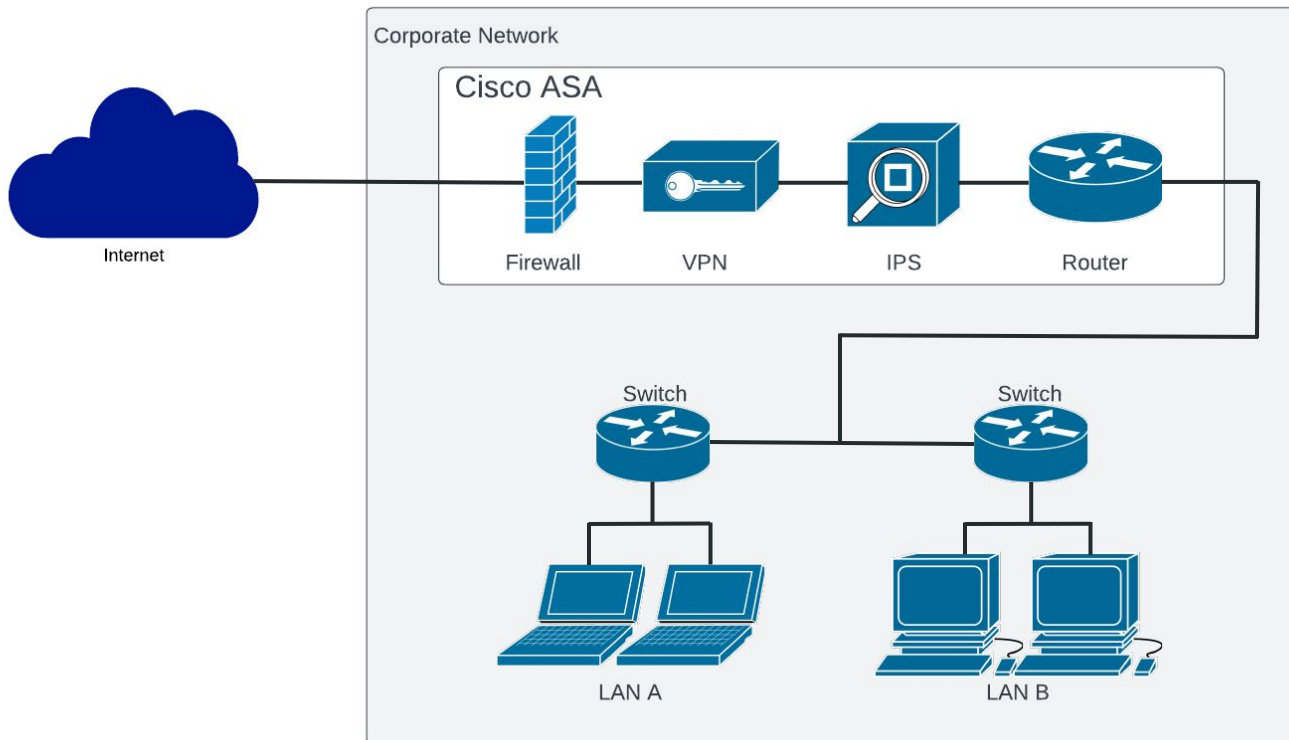 Corporate Network
Cisco ASA
Internet
Firewall
VPN
IPS
Router
Switch
Switch
LAN A
LAN B